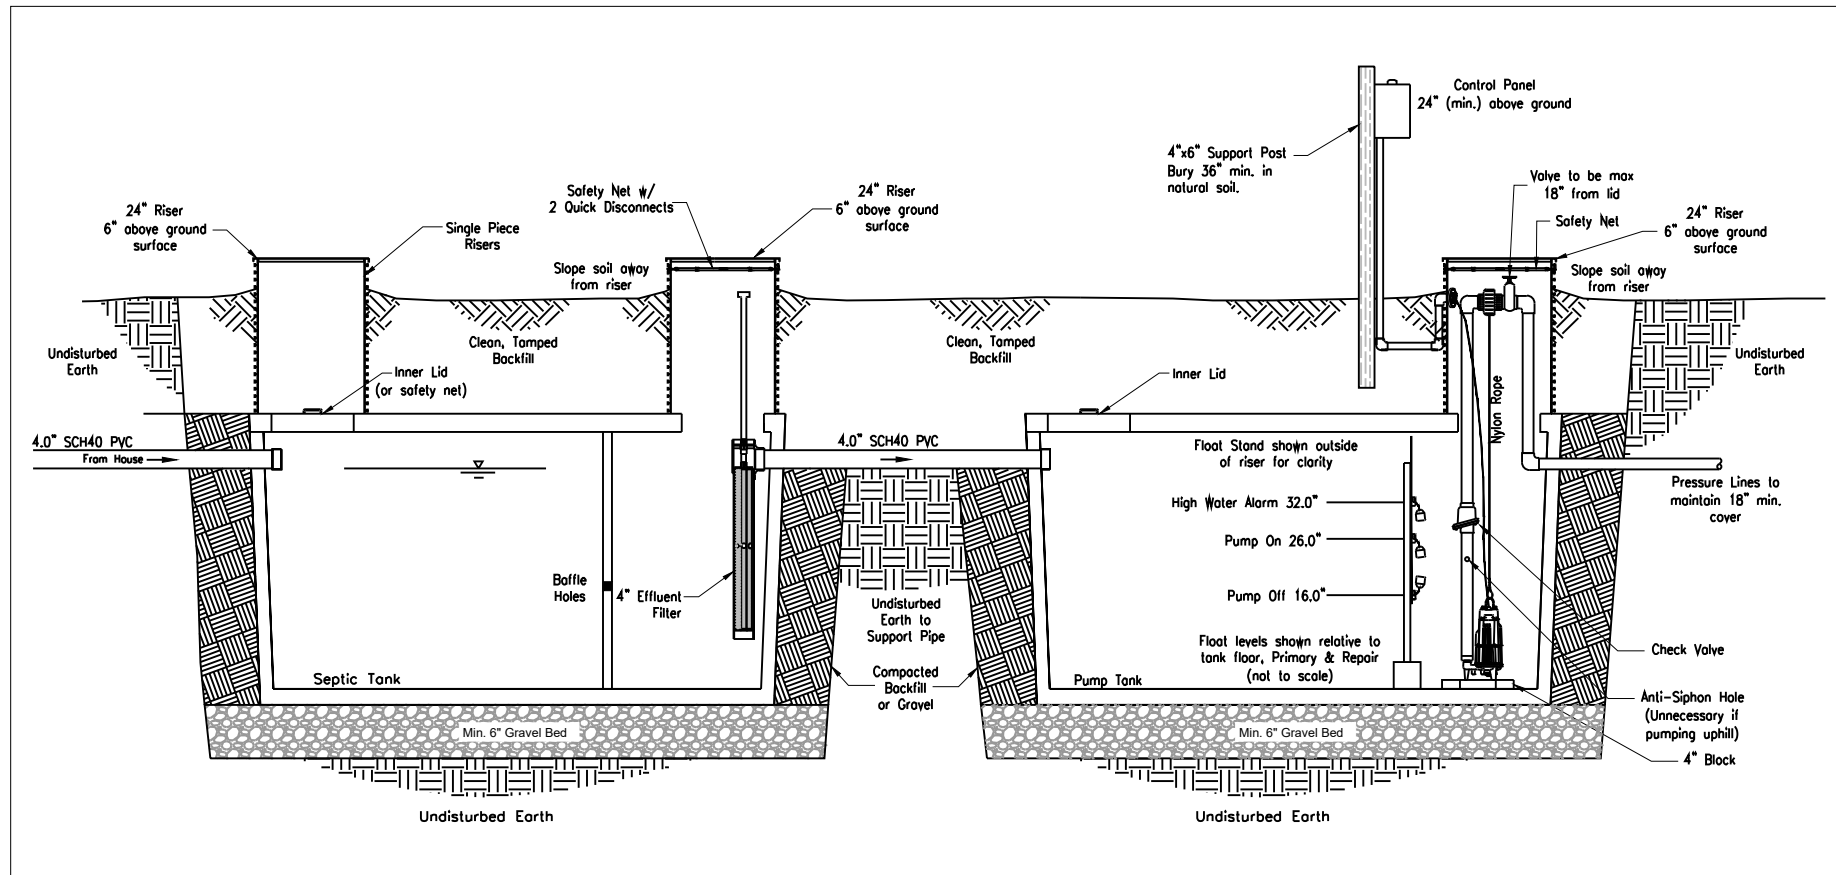 Control Panel
24" (min.) above ground
4"x6" Support Post
Bury 36" min. in
natural soil.
Valve to be max
18" from lid
Safety Net
24" Riser
6" above ground
surface
24" Riser
6" above ground
surface
Single Piece
Risers
Safety Net w/
2 Quick Disconnects
24" Riser
6" above ground
surface
Slope soil away
from riser
Slope soil away
from riser
Undisturbed
Earth
Clean, Tamped
Backfill
Clean, Tamped
Backfill
Undisturbed
Earth
Inner Lid
(or safety net)
Inner Lid
Nylon Rope
4.0" SCH40 PVC
From House
4.0" SCH40 PVC
Float Stand shown outside
of riser for clarity
High Water Alarm 32.0"
Pump On 26.0"
Pump Off 16.0"
Float levels shown relative to
tank floor, Primary & Repair
(not to scale)
Pressure Lines to
maintain 18" min.
cover
Baffle
Holes
4" Effluent
Filter
Undisturbed
Earth to
Support Pipe
Compacted
Backfill
or Gravel
Check Valve
Anti-Siphon Hole
(Unnecessary if
pumping uphill)
4" Block
Septic Tank
Pump Tank
Min. 6" Gravel Bed
Min. 6" Gravel Bed
Undisturbed Earth
Undisturbed Earth